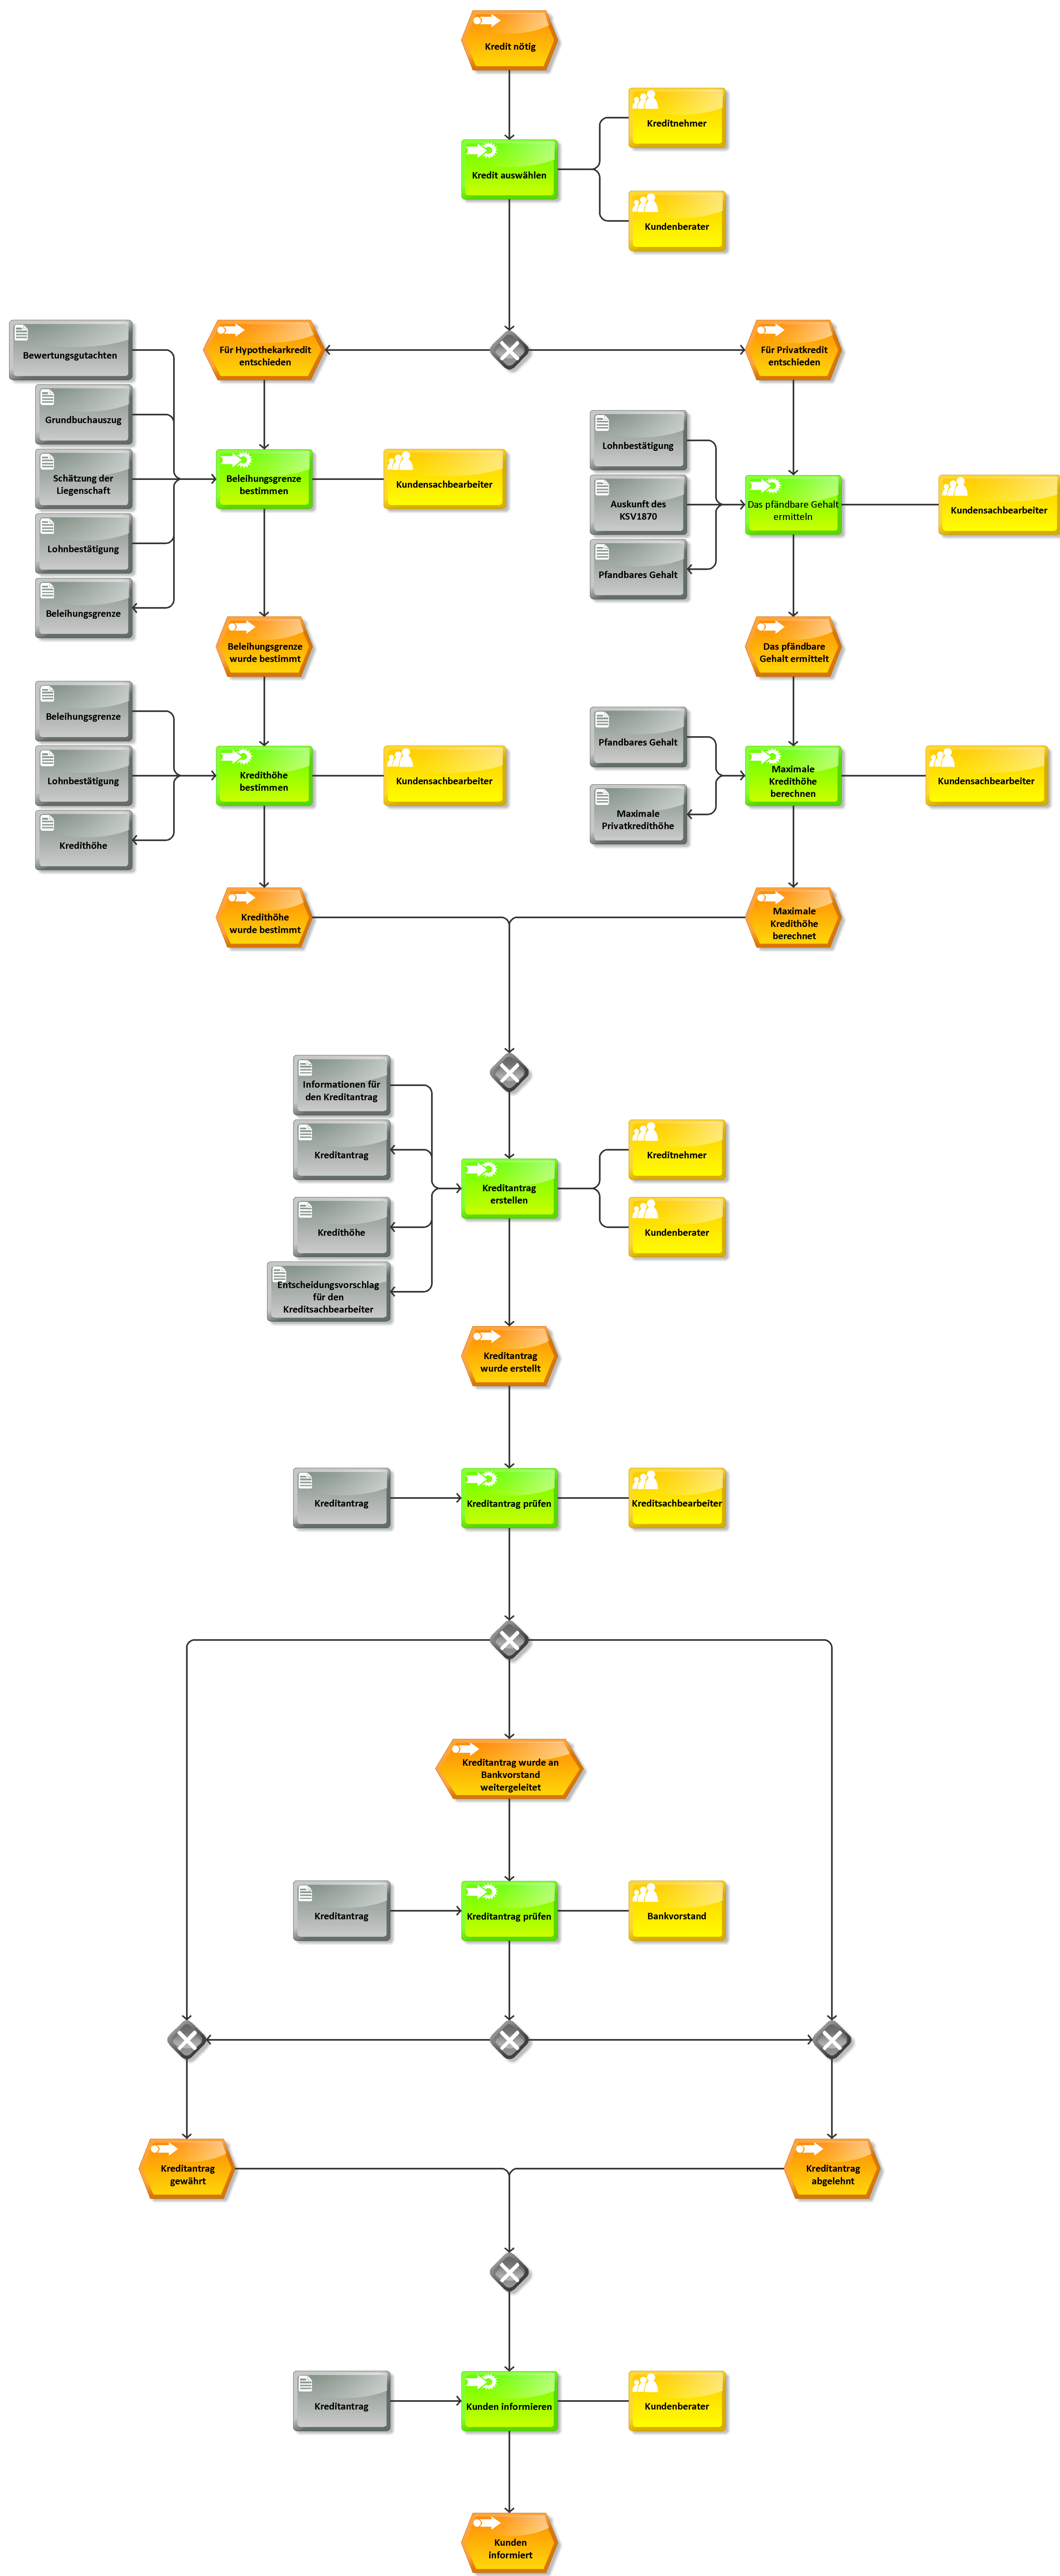 Kredit nötig
Kreditnehmer
Kredit auswählen
Kundenberater
Für Hypothekarkredit
entschieden
Für Privatkredit
entschieden
Bewertungsgutachten
Grundbuchauszug
Schätzung der
Liegenschaft
Lohnbestätigung
Beleihungsgrenze
Beleihungsgrenze
bestimmen
Kundensachbearbeiter
Lohnbestätigung
Auskunft des
KSV1870
Pfandbares Gehalt
Das pfändbare Gehalt
ermitteln
Kundensachbearbeiter
Beleihungsgrenze
wurde bestimmt
Das pfändbare
Gehalt ermittelt
Beleihungsgrenze
Lohnbestätigung
Kredithöhe
Kredithöhe
bestimmen
Kundensachbearbeiter
Pfandbares Gehalt
Maximale
Privatkredithöhe
Maximale
Kredithöhe
berechnen
Kundensachbearbeiter
Kredithöhe
wurde bestimmt
Maximale
Kredithöhe
berechnet
Informationen für
den Kreditantrag
Kreditantrag
Kredithöhe
Entscheidungsvorschlag
für den
Kreditsachbearbeiter
Kreditantrag
erstellen
Kreditnehmer
Kundenberater
Kreditantrag
wurde erstellt
Kreditantrag
Kreditantrag prüfen
Kreditsachbearbeiter
Kreditantrag wurde an
Bankvorstand
weitergeleitet
Kreditantrag
Kreditantrag prüfen
Bankvorstand
Kreditantrag
gewährt
Kreditantrag
abgelehnt
Kreditantrag
Kunden informieren
Kundenberater
Kunden
informiert